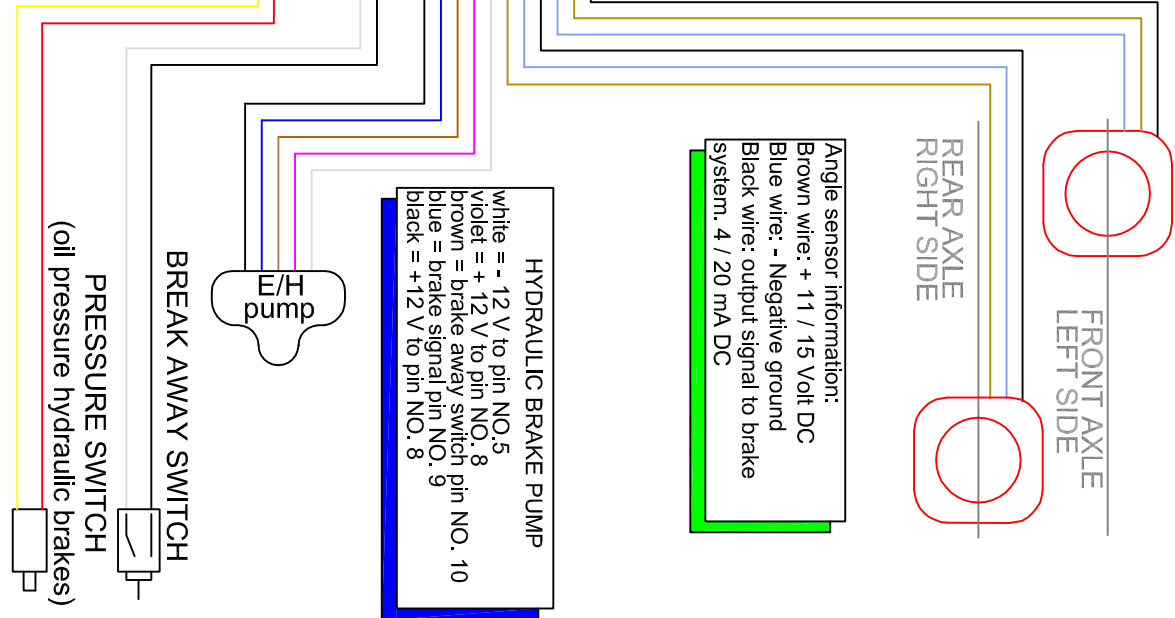 FRONT AXLE
LEFT SIDE
REAR AXLE
RIGHT SIDE
Angle sensor information:
Brown wire: + 11 / 15 Volt DC
Blue wire: - Negative ground
Black wire: output signal to brake
system. 4 / 20 mA DC
HYDRAULIC BRAKE PUMP
white = - 12 V to pin NO.5
violet = + 12 V to pin NO. 8
brown = brake away switch pin NO. 10
blue = brake signal pin NO. 9
black = +12 V to pin NO. 8
E/H
pump
BREAK AWAY SWITCH
PRESSURE SWITCH
(oil pressure hydraulic brakes)